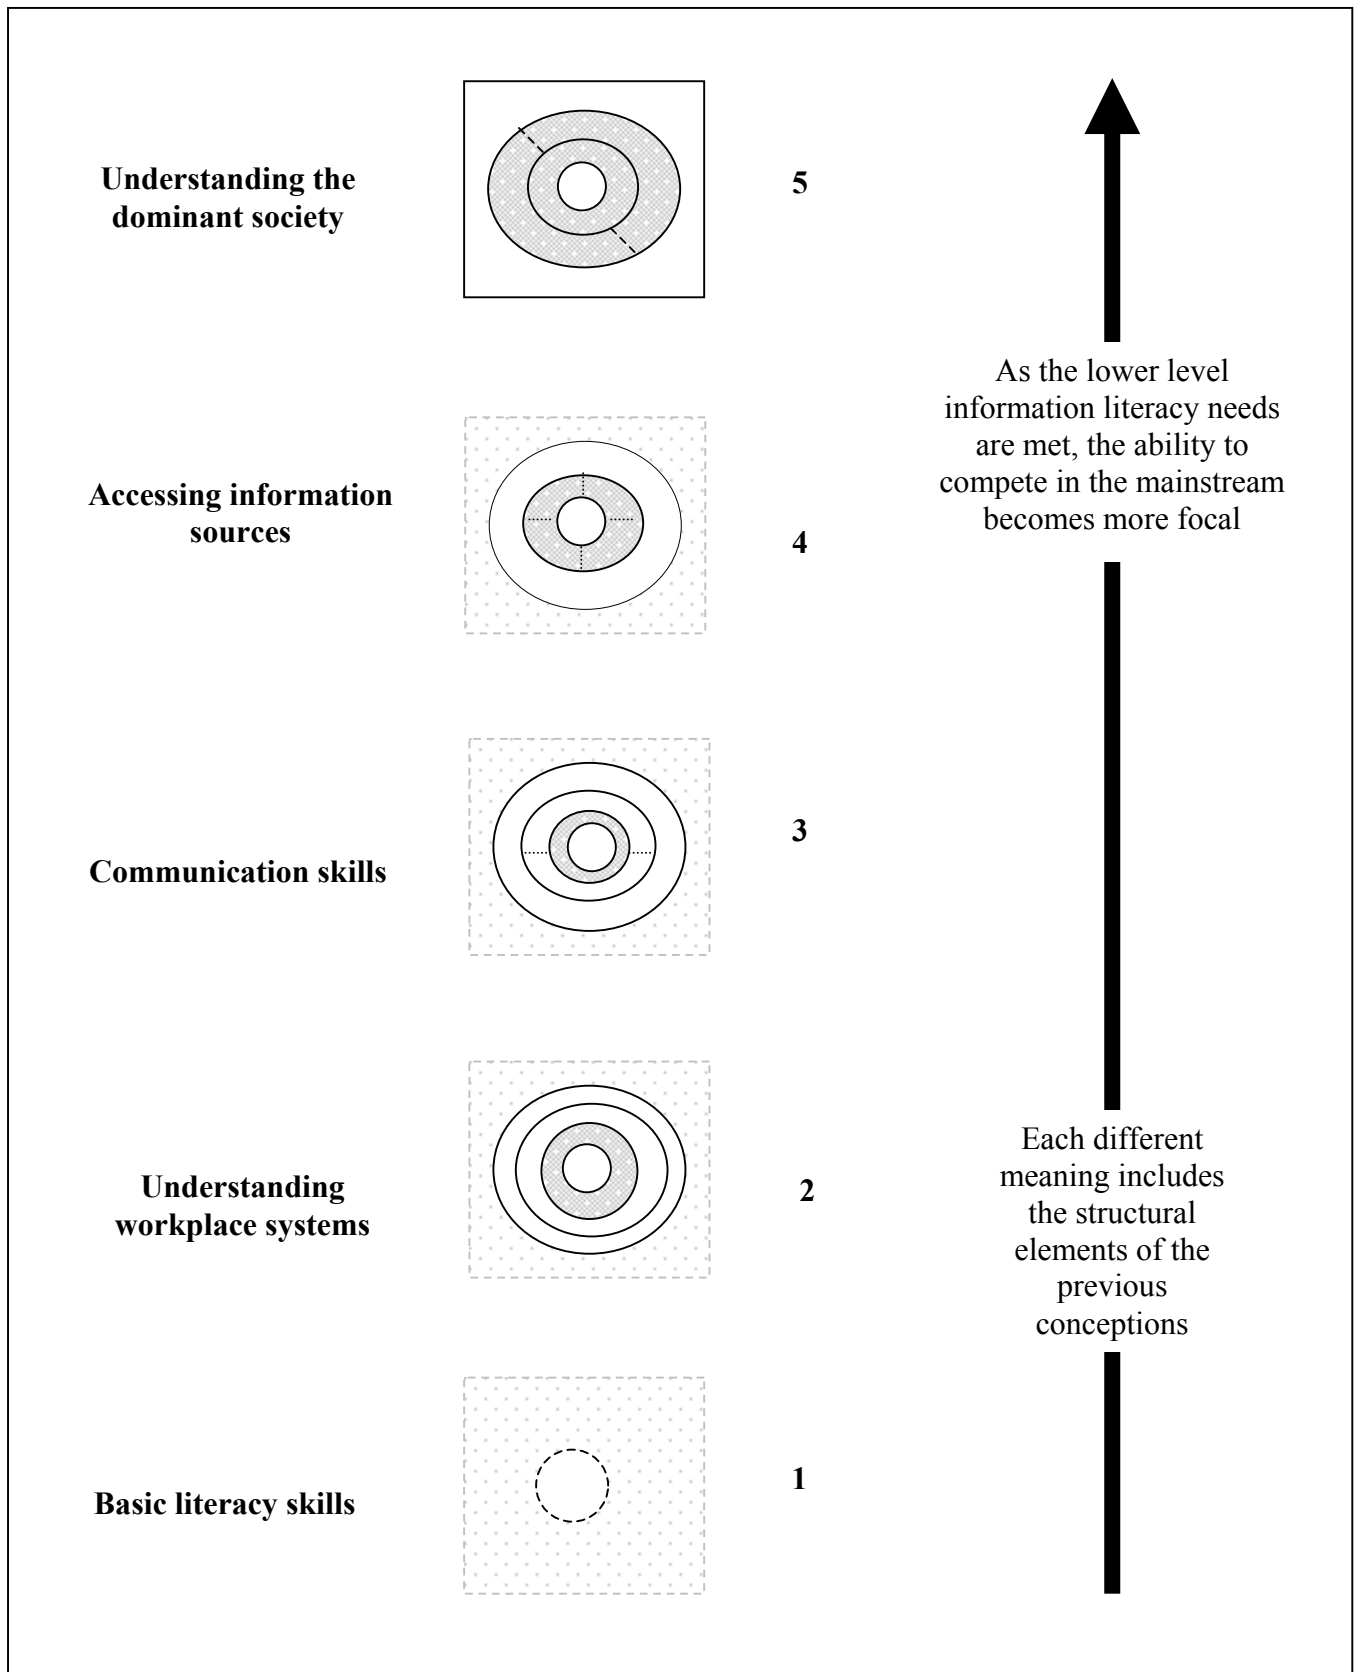 Understanding the
dominant society
5
As the lower level
information literacy needs
are met, the ability to
compete in the mainstream
becomes more focal
Accessing information
sources
4
Communication skills
3
Understanding
workplace systems
2
Each different
meaning includes
the structural
elements of the
previous
conceptions
Basic literacy skills
1